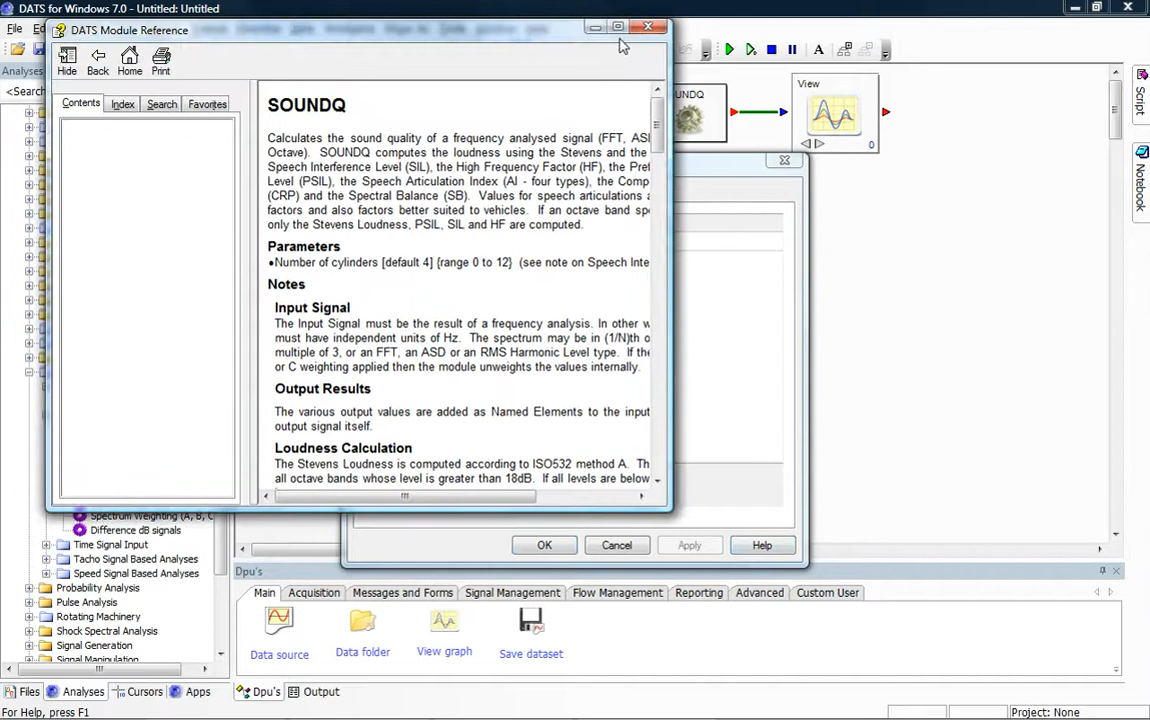 DATS for Windows 7.0 - Untitled: Untitled
File
DATS Module Reference
Hide
Back
Home
Print
Contents
Index
Search
Favorites
Analyses
<Search
SOUNDQ
Calculates the sound quality of a frequency analysed signal (FFT,
Octave). SOUNDQ computes the loudness using the Stevens and the
Speech Interference Level (SIL), the High Frequency Factor (HF), the
Level (PSIL), the Speech Articulation Index (AI - four types), the
(CRP) and the Spectral Balance (SB). Values for speech articulations
factors and also factors better suited to vehicles. If an octave band
only the Stevens Loudness, PSIL, SIL and HF are computed.
Parameters
•Number of cylinders [default 4] {range 0 to 12} (see note on Speech
Notes
Input Signal
The Input Signal must be the result of a frequency analysis. In other
must have independent units of Hz. The spectrum may be in (1/N)th
multiple of 3, or an FFT, an ASD or an RMS Harmonic Level type. If
or C weighting applied then the module unweights the values internally.
Output Results
The various output values are added as Named Elements to the input
output signal itself.
Loudness Calculation
The Stevens Loudness is computed according to ISO532 method A.
all octave bands whose level is greater than 18dB. If all levels are below
UNDQ
View
0
A
Script
Notebook
OK
Cancel
Apply
Help
Spectrum Weighting (A, B, C
Difference dB signals
Time Signal Input
Tacho Signal Based Analyses
Speed Signal Based Analyses
Probability Analysis
Pulse Analysis
Rotating Machinery
Shock Spectral Analysis
Signal Generation
Signal Manipulation
Dpu's
Main
Acquisition
Messages and Forms
Signal Management
Flow Management
Reporting
Advanced
Custom User
Data source
Data folder
View graph
Save dataset
Files
Analyses
Cursors
Apps
Dpu's
Output
For Help, press F1
Project: None